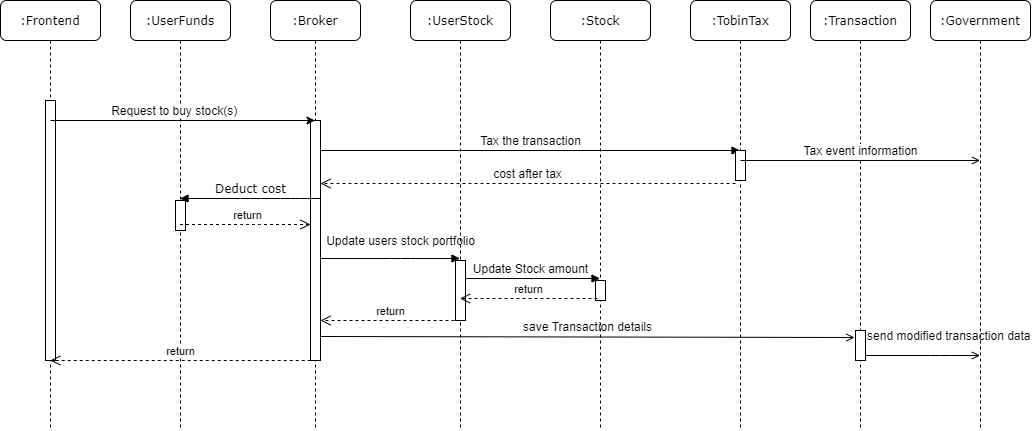 :Frontend
:UserFunds
:Broker
:UserStock
:Stock
:TobinTax
:Transaction
:Government
Request to buy stock(s)
Tax the transaction
Tax event information
cost after tax
Deduct cost
return
Update users stock portfolio
Update Stock amount
return
return
save Transaction details
send modified transaction data
return